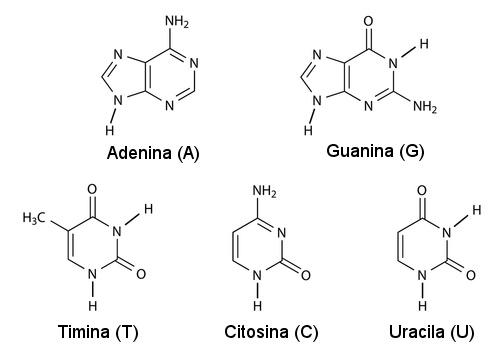 NH₂
N
N
N
N
H
Adenina (A)
O
H
N
N
N
N
NH₂
H
Guanina (G)
O
H₃C
H
N
N
O
H
Timina (T)
NH₂
N
N
O
H
Citosina (C)
O
H
N
N
O
H
Uracila (U)